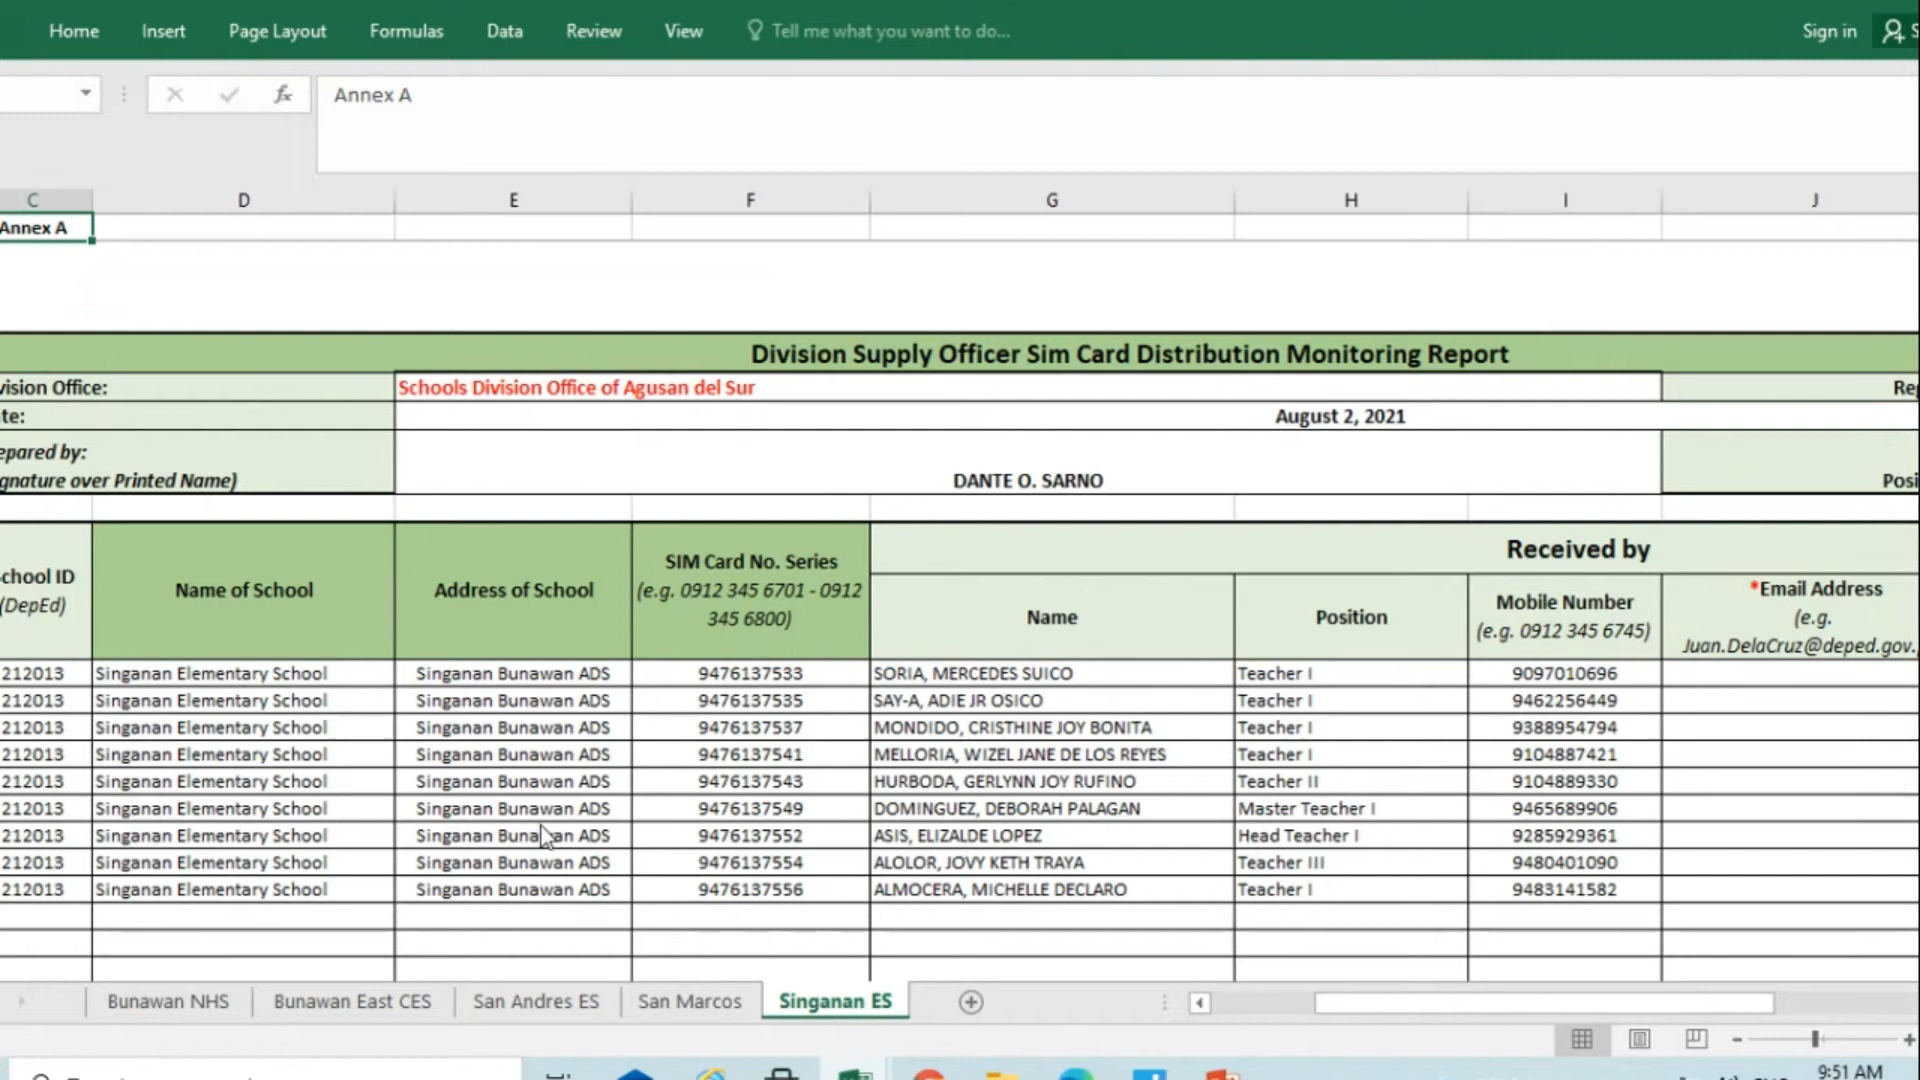 Home Insert Page Layout Formulas Data Review View Tell me what you want to do... Sign in
fx Annex A
C D E F G H I J
Annex A
Division Supply Officer Sim Card Distribution Monitoring Report
vision Office: Schools Division Office of Agusan del Sur Reg
te: August 2, 2021
epared by:
gnature over Printed Name) DANTE O. SARNO Posi
chool ID
(DepEd)
Name of School
Address of School
SIM Card No. Series
(e.g. 0912 345 6701 - 0912
345 6800)
Received by
Name
Position
Mobile Number
(e.g. 0912 345 6745)
*Email Address
(e.g.
Juan.DelaCruz@deped.gov.
212013 Singanan Elementary School Singanan Bunawan ADS 9476137533 SORIA, MERCEDES SUICO Teacher I 9097010696
212013 Singanan Elementary School Singanan Bunawan ADS 9476137535 SAY-A, ADIE JR OSICO Teacher I 9462256449
212013 Singanan Elementary School Singanan Bunawan ADS 9476137537 MONDIDO, CRISTHINE JOY BONITA Teacher I 9388954794
212013 Singanan Elementary School Singanan Bunawan ADS 9476137541 MELLORIA, WIZEL JANE DE LOS REYES Teacher I 9104887421
212013 Singanan Elementary School Singanan Bunawan ADS 9476137543 HURBODA, GERLYNN JOY RUFINO Teacher II 9104889330
212013 Singanan Elementary School Singanan Bunawan ADS 9476137549 DOMINGUEZ, DEBORAH PALAGAN Master Teacher I 9465689906
212013 Singanan Elementary School Singanan Bunawan ADS 9476137552 ASIS, ELIZALDE LOPEZ Head Teacher I 9285929361
212013 Singanan Elementary School Singanan Bunawan ADS 9476137554 ALOLOR, JOVY KETH TRAYA Teacher III 9480401090
212013 Singanan Elementary School Singanan Bunawan ADS 9476137556 ALMOCERA, MICHELLE DECLARO Teacher I 9483141582
Bunawan NHS Bunawan East CES San Andres ES San Marcos Singanan ES
9:51 AM